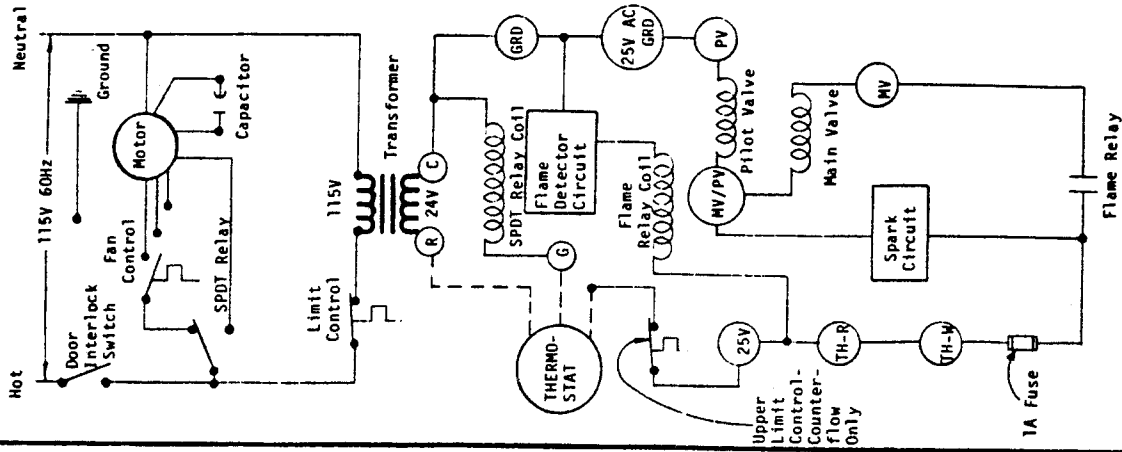 Hot
115V 60Hz
Neutral
Door
Interlock
Switch
Fan
Control
SPDT Relay
Motor
Ground
Capacitor
Limit
Control
115V
Transformer
24V
R
C
THERMO-
STAT
G
SPDT Relay Coil
GRD
Flame
Detector
Circuit
25V AC
GRD
Upper
Limit
Control-
Counter-
flow
Only
25V
Flame
Relay Coil
MV/PV
PV
Pilot Valve
TH-R
TH-W
Spark
Circuit
Main Valve
MV
1A Fuse
Flame Relay